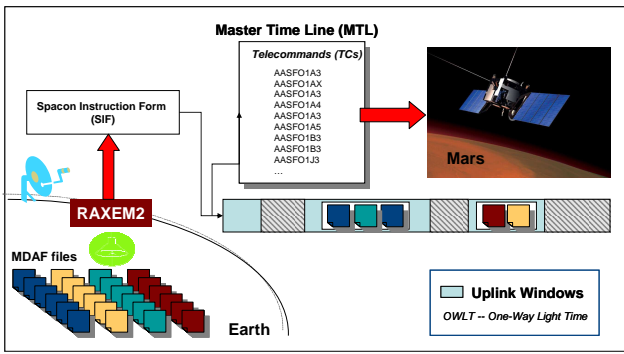 Master Time Line (MTL)
Telecommands (TCs)
AASFO1A3
AASFO1AX
AASFO1A3
AASFO1A4
AASFO1A3
AASFO1A5
AASFO1B3
AASFO1B3
AASFO1J3
...
Spacon Instruction Form
(SIF)
Mars
RAXEM2
MDAF files
Earth
Uplink Windows
OWLT -- One-Way Light Time